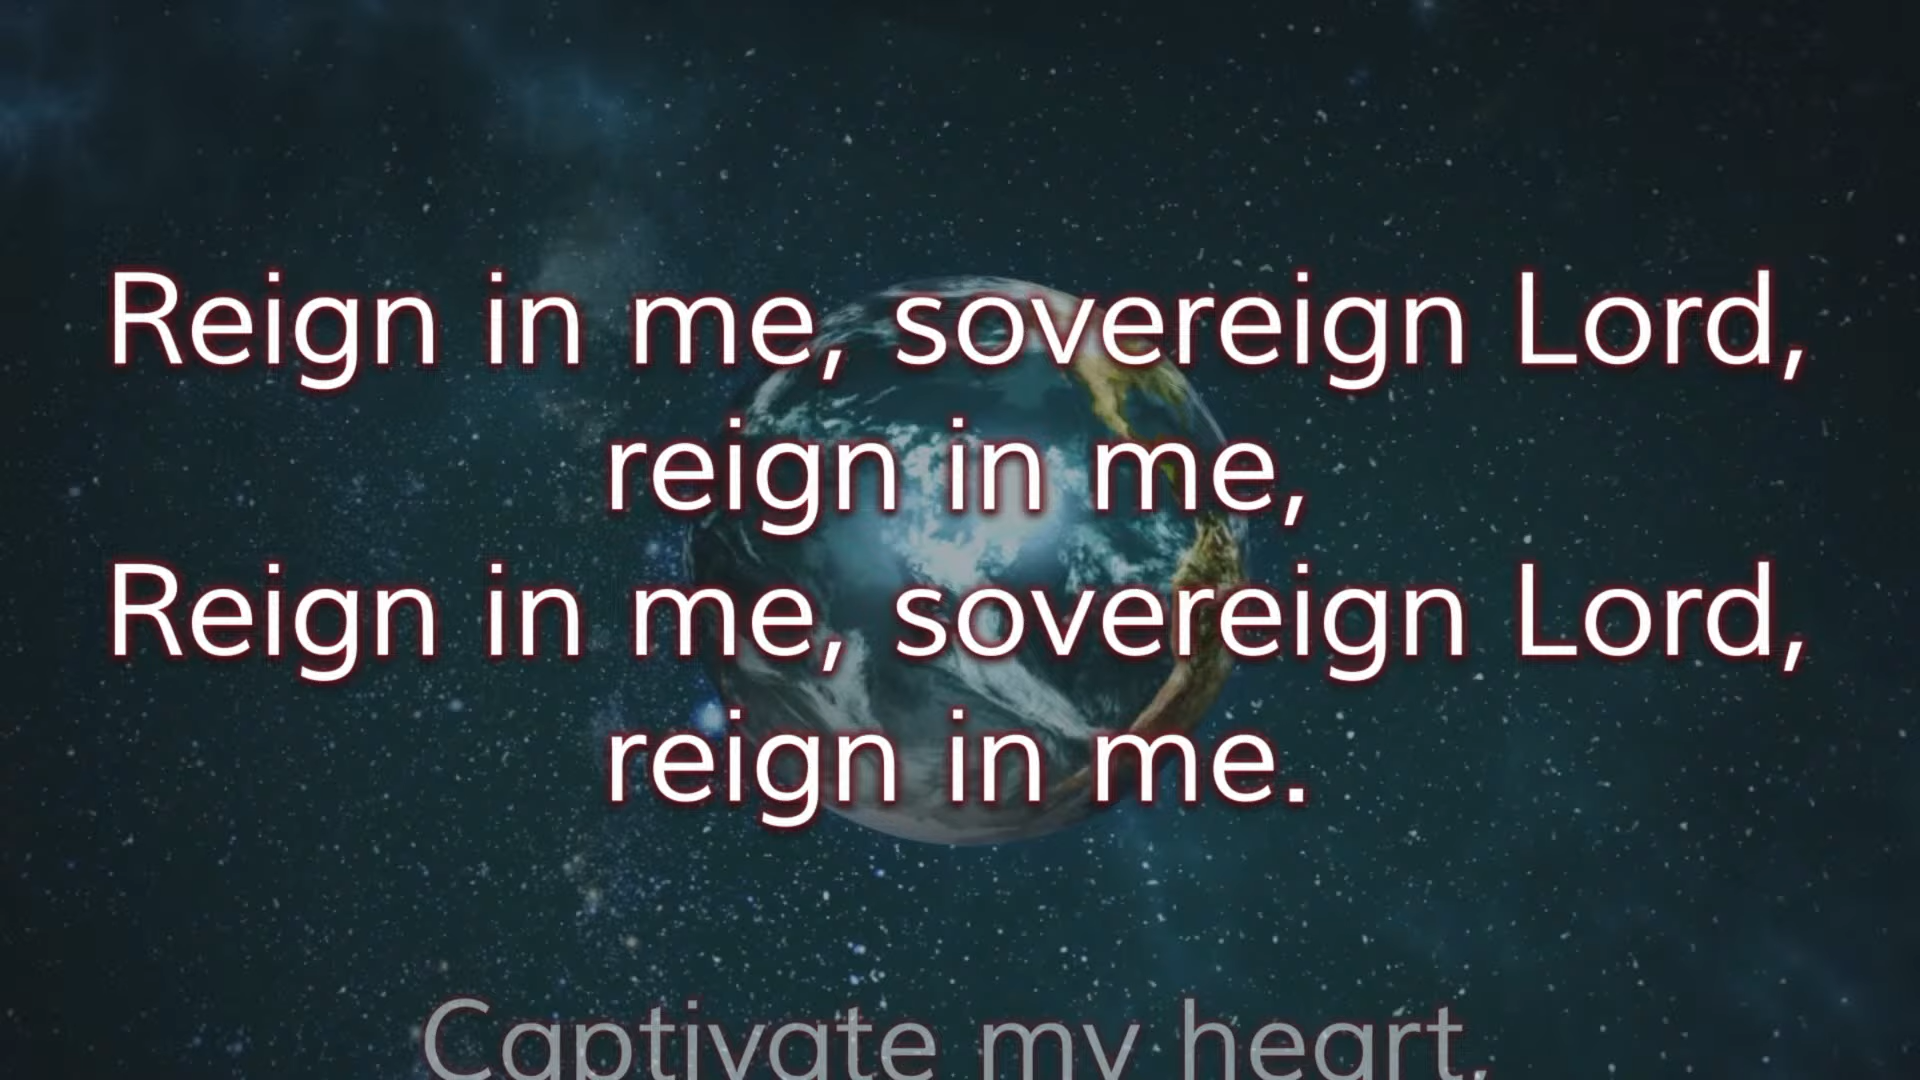 Reign in me, sovereign Lord,
reign in me,
Reign in me, sovereign Lord,
reign in me.
Captivate my heart,